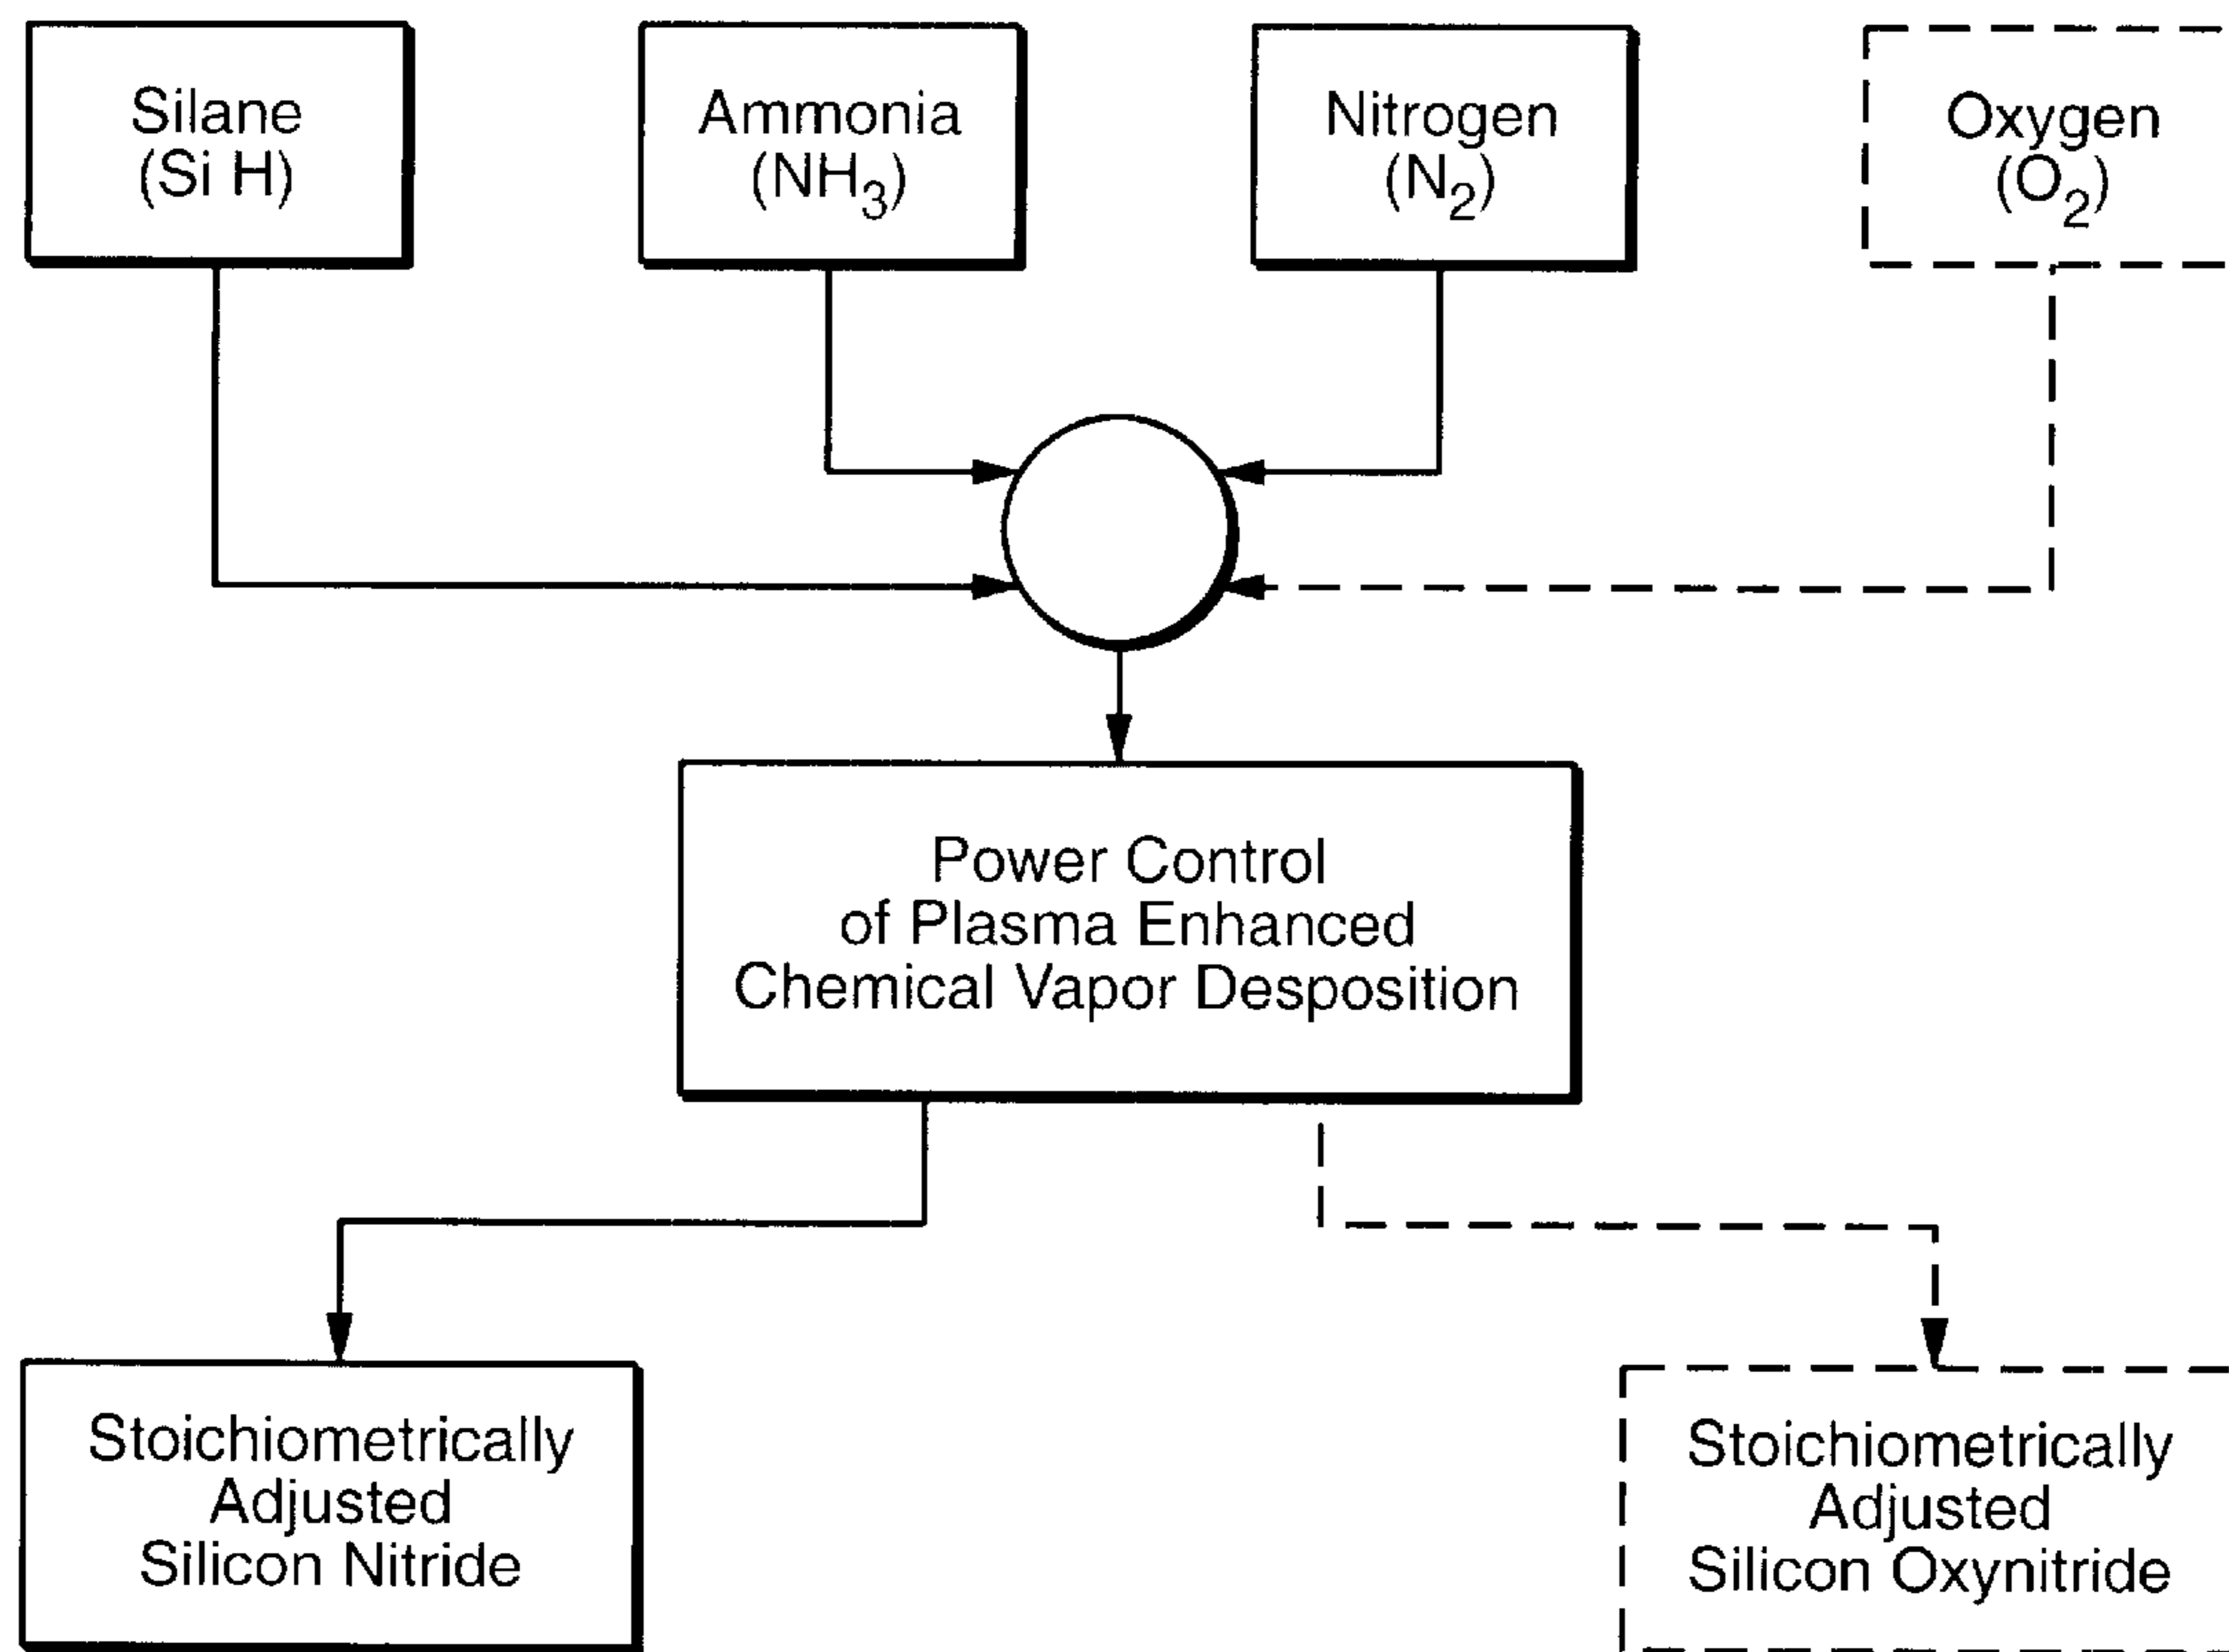 Silane
(Si H)
Ammonia
(NH₃)
Nitrogen
(N₂)
Oxygen
(O₂)
Power Control
of Plasma Enhanced
Chemical Vapor Desposition
Stoichiometrically
Adjusted
Silicon Nitride
Stoichiometrically
Adjusted
Silicon Oxynitride